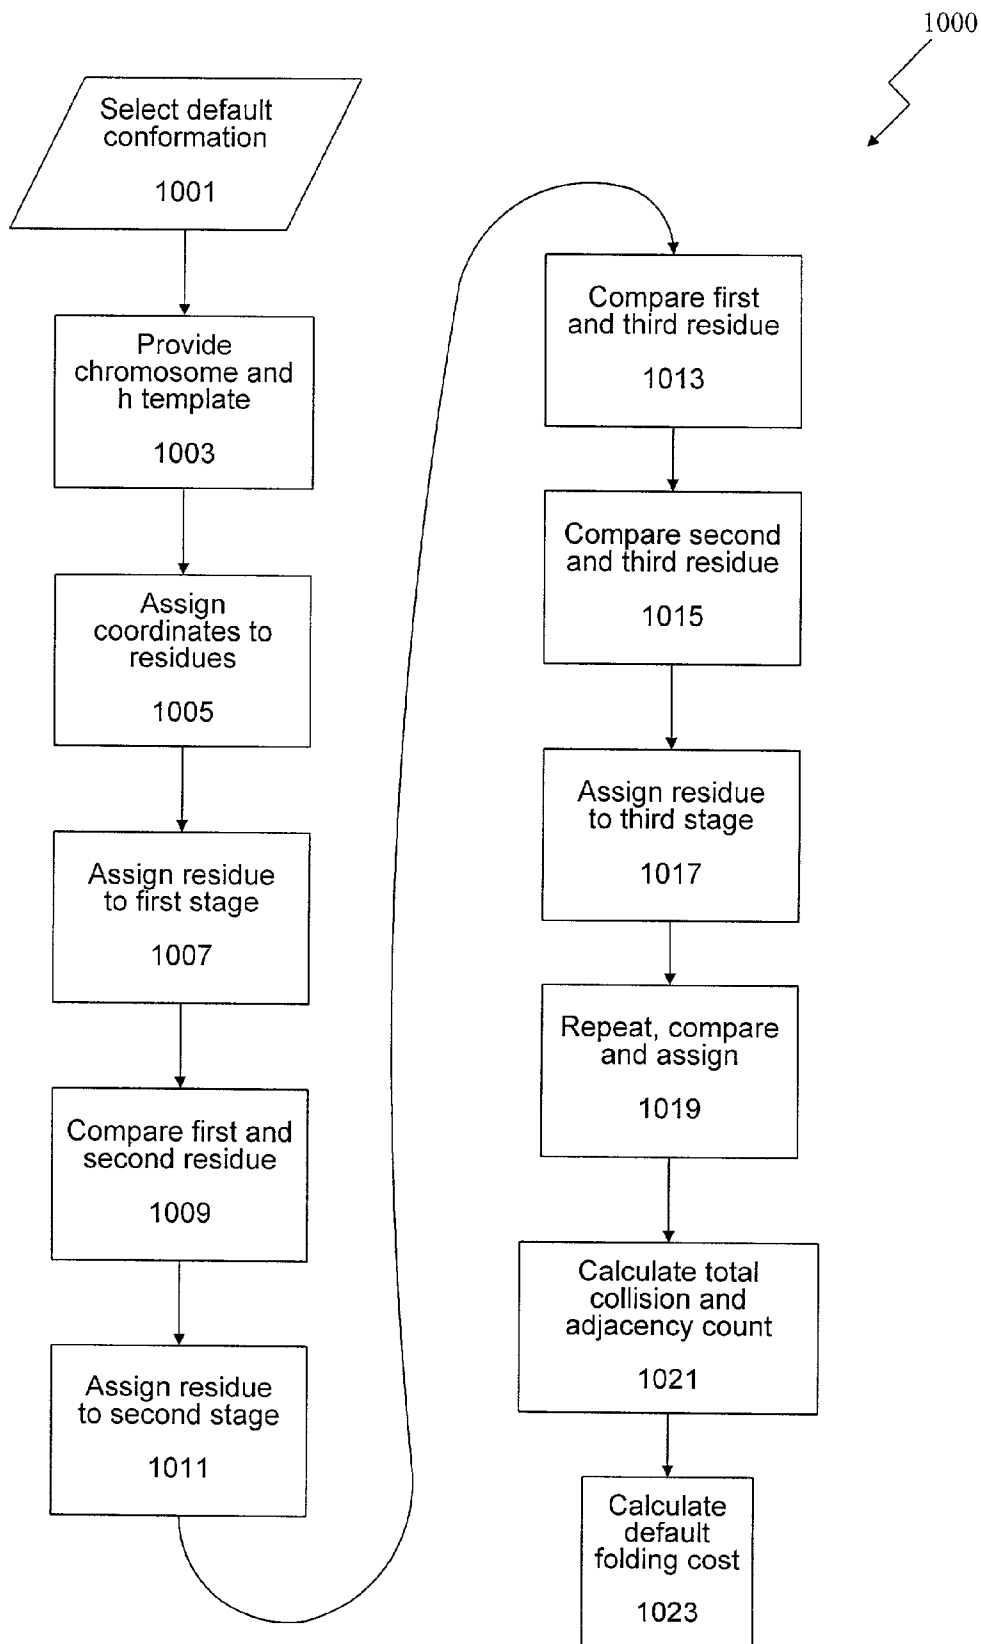 1000
Select default
conformation
1001
Provide
chromosome and
h template
1003
Assign
coordinates to
residues
1005
Assign residue
to first stage
1007
Compare first and
second residue
1009
Assign residue
to second stage
1011
Compare first
and third residue
1013
Compare second
and third residue
1015
Assign residue
to third stage
1017
Repeat, compare
and assign
1019
Calculate total
collision and
adjacency count
1021
Calculate
default
folding cost
1023